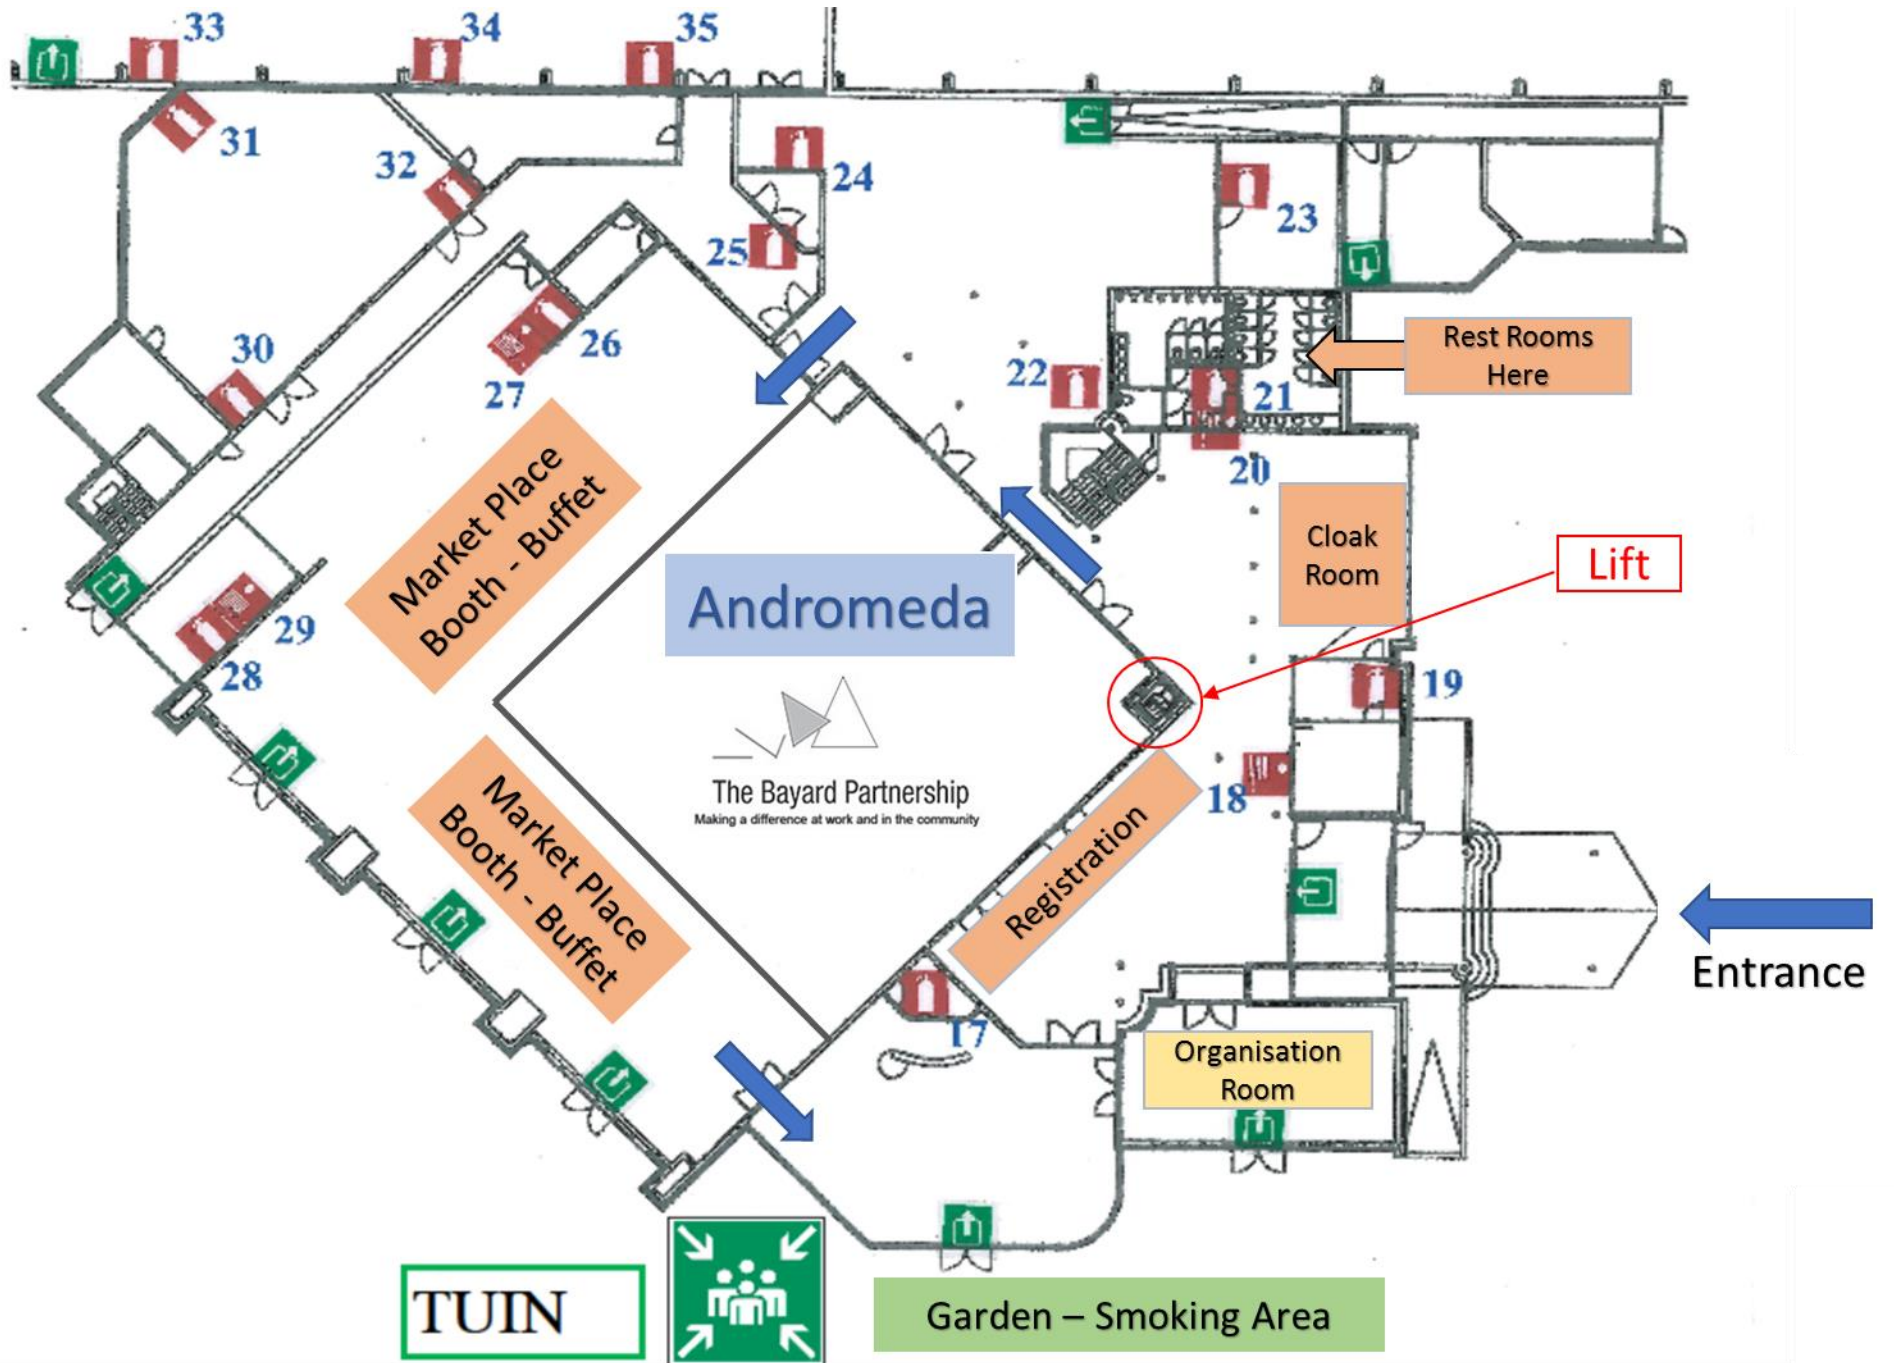 33
34
35
31
32
24
23
25
30
26
27
22
21
20
Rest Rooms
Here
Market Place
Booth - Buffet
Cloak
Room
Lift
Andromeda
29
28
19
18
The Bayard Partnership
Making a difference at work and in the community
Market Place
Booth - Buffet
Registration
Entrance
17
Organisation
Room
TUIN
Garden – Smoking Area